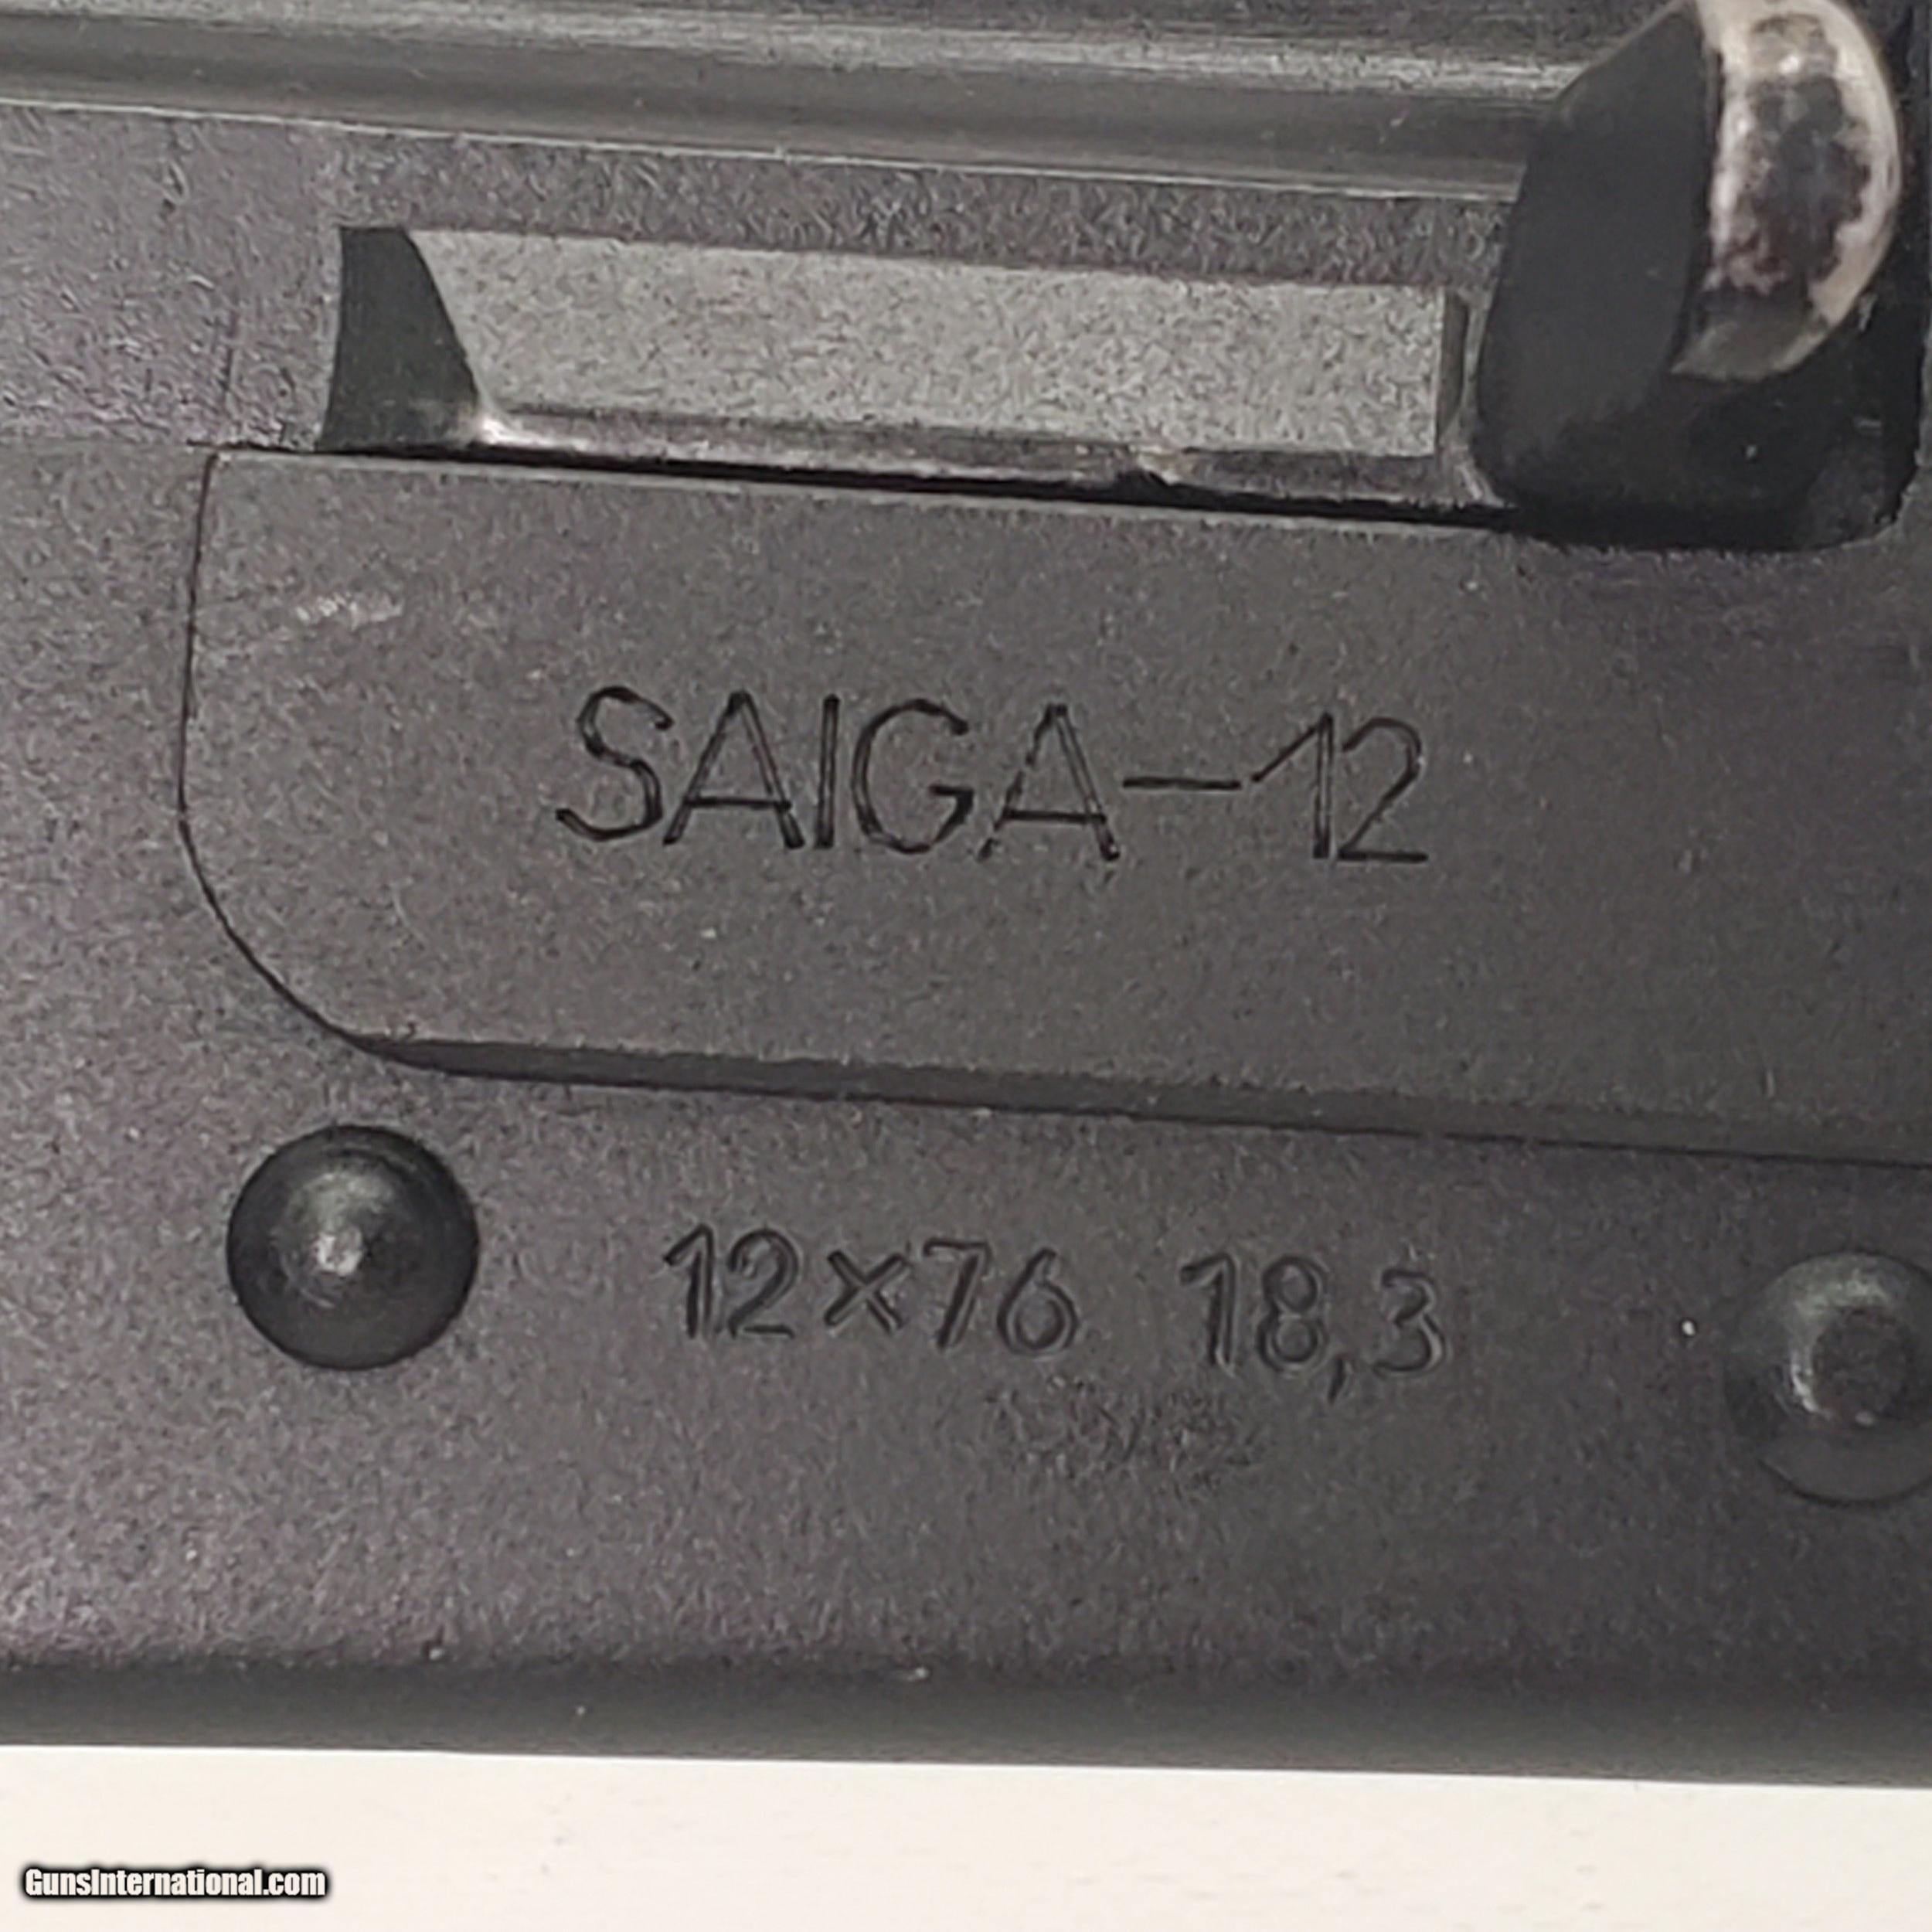 SAIGA-12
12x76 18,3
GunsInternational.com